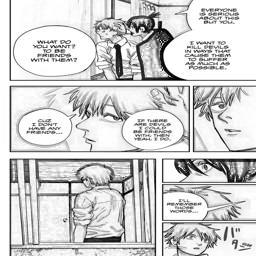 EVERYONE
IS SERIOUS
ABOUT THIS
BUT YOU.
I WANT TO
KILL DEVILS
IN WAYS THAT
CAUSE THEM
TO SUFFER
AS MUCH AS
POSSIBLE.
WHAT DO
YOU WANT?
TO BE
FRIENDS
WITH THEM?
IF THERE
ARE DEVILS
I COULD
BE FRIENDS
WITH, THEN
YEAH, I DO.
CUZ
I DON'T
HAVE ANY
FRIENDS...
I'LL
REMEMBER
THOSE
WORDS...